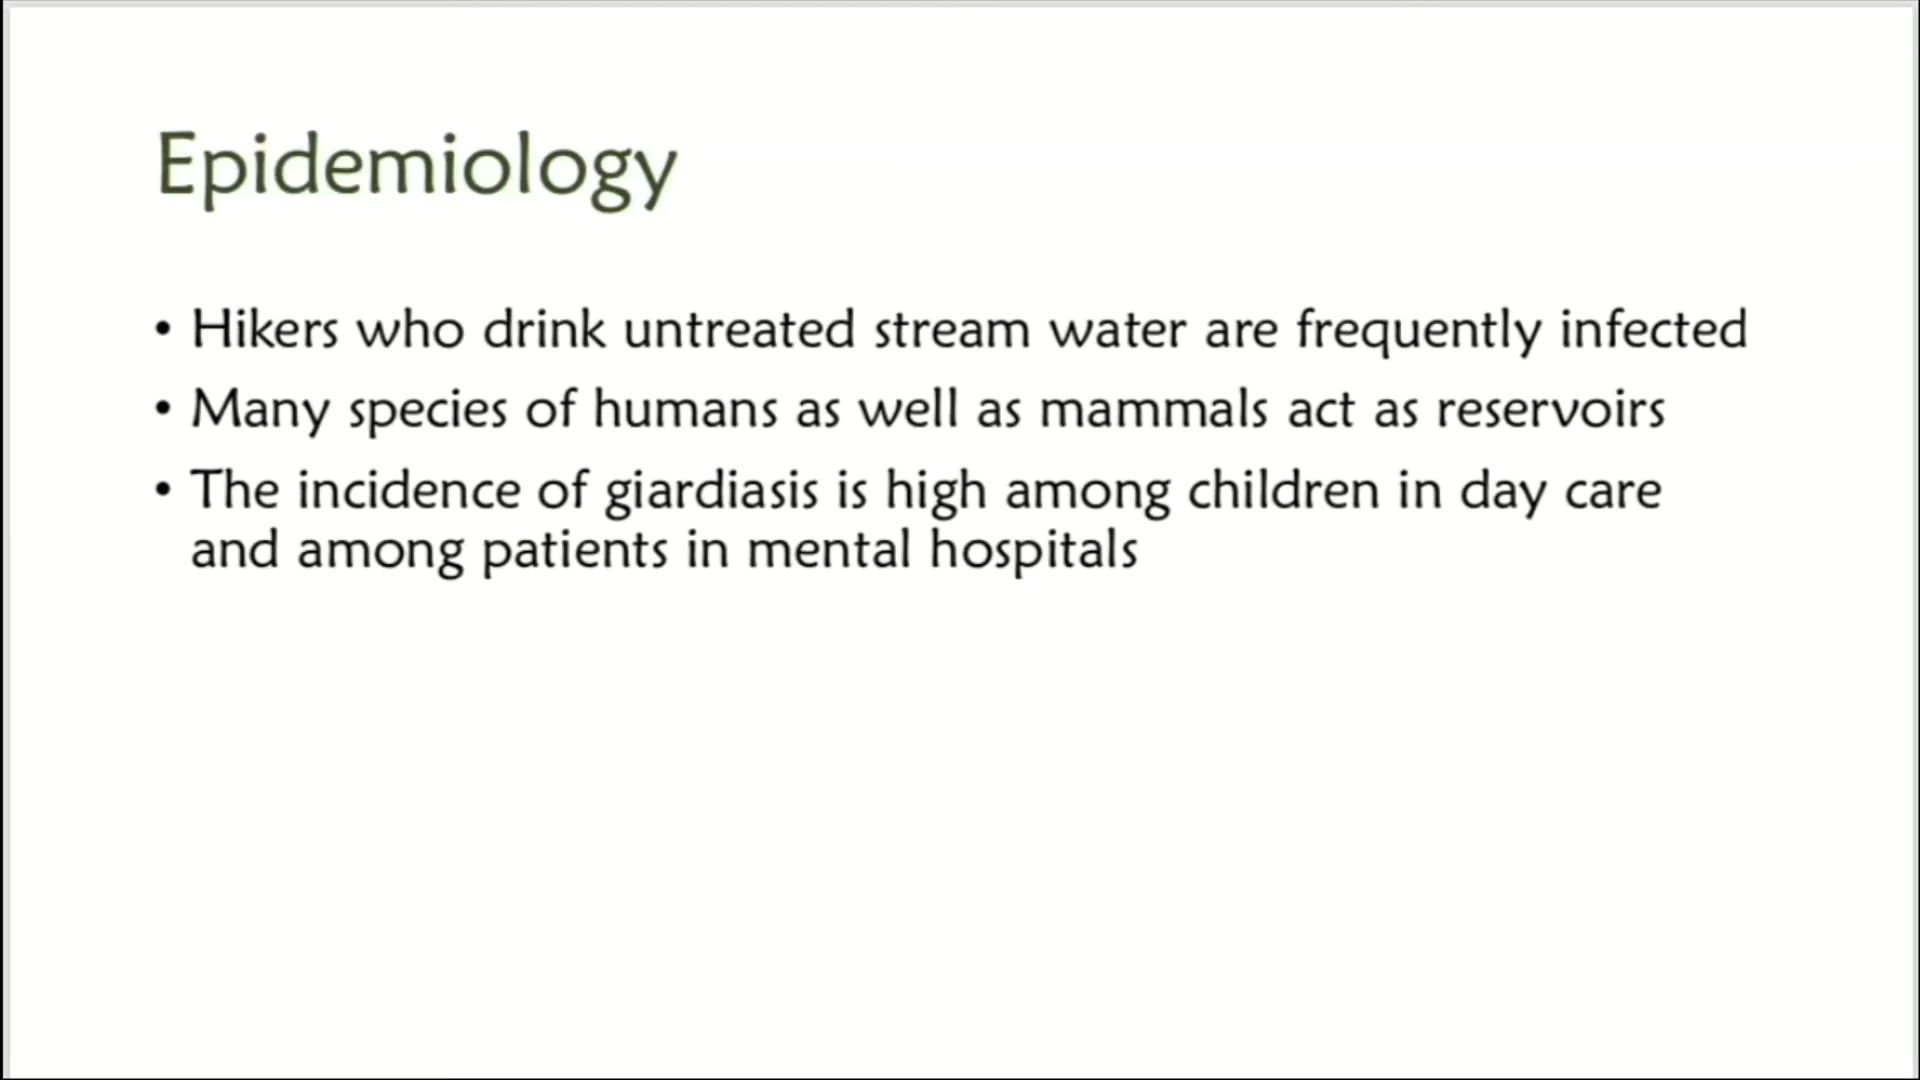 Epidemiology
• Hikers who drink untreated stream water are frequently infected
• Many species of humans as well as mammals act as reservoirs
• The incidence of giardiasis is high among children in day care
and among patients in mental hospitals